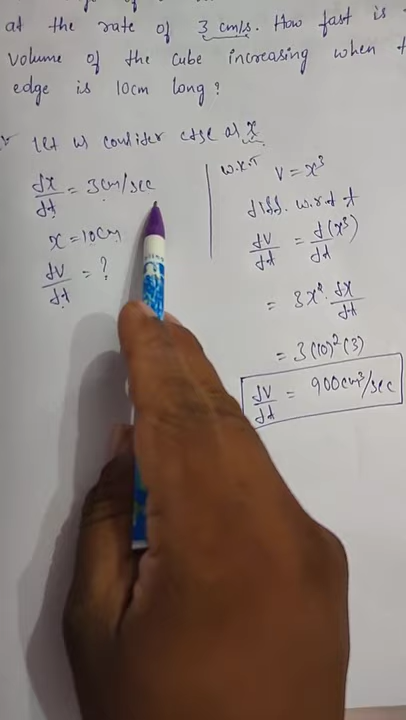 at the rate of 3 cm/s. How fast is
volume of the cube increasing when
edge is 10cm long?
Let us consider edge as x
dx/dt = 3cm/sec
x = 10cm
dV/dt = ?
w.k.T V = x³
diff. w.r.t t
dV/dt = d(x³)/dt
= 3x². dx/dt
= 3(10)²(3)
dV/dt = 900cm³/sec